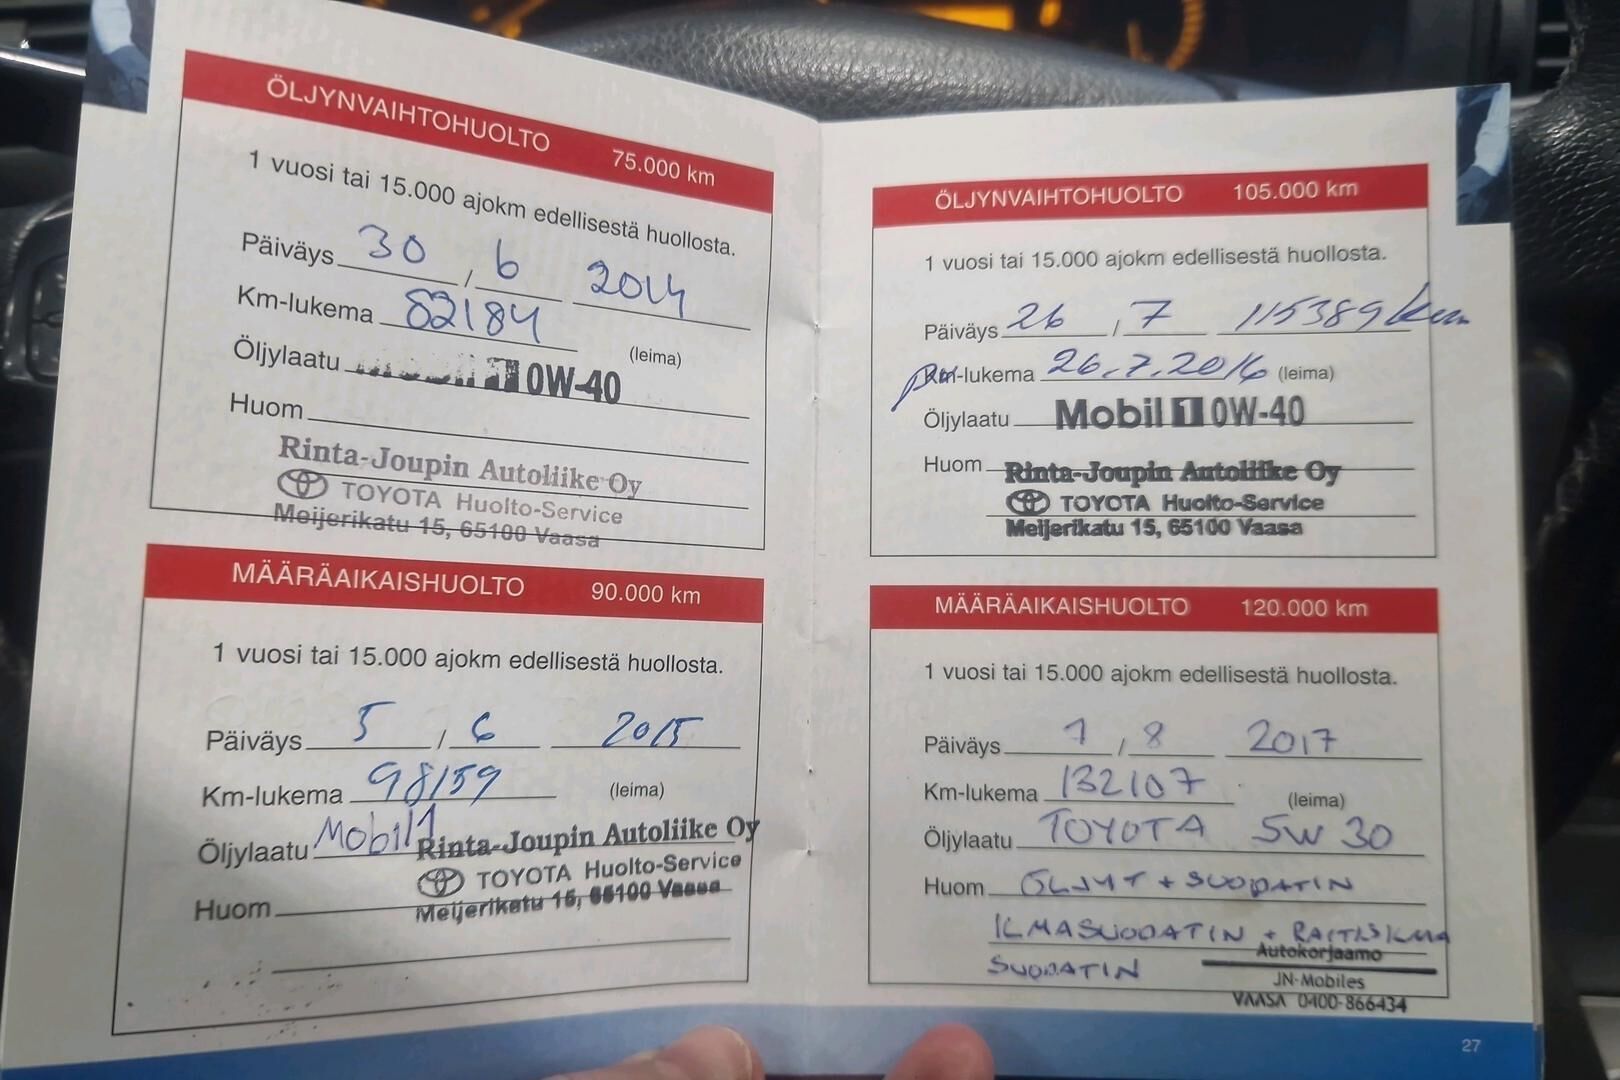 ÖLJYNVAIHTOHUOLTO 75.000 km
1 vuosi tai 15.000 ajokm edellisestä huollosta.
Päiväys 30 / 6 2014
Km-lukema 82184
(leima)
Öljylaatu Mobil 1 0W-40
Huom
Rinta-Joupin Autoliike Oy
TOYOTA Huolto-Service
Meijerikatu 15, 65100 Vaasa
MÄÄRÄAIKAISHUOLTO 90.000 km
1 vuosi tai 15.000 ajokm edellisestä huollosta.
Päiväys 5 / 6 2015
Km-lukema 98159
(leima)
Öljylaatu Mobil 1
Rinta-Joupin Autoliike Oy
TOYOTA Huolto-Service
Huom
Meijerikatu 15, 65100 Vaasa
ÖLJYNVAIHTOHUOLTO 105.000 km
1 vuosi tai 15.000 ajokm edellisestä huollosta.
Päiväys 26 / 7 115389 km
Km-lukema 26.7.2016 (leima)
Öljylaatu Mobil 1 0W-40
Huom
Rinta-Joupin Autoliike Oy
TOYOTA Huolto-Service
Meijerikatu 15, 65100 Vaasa
MÄÄRÄAIKAISHUOLTO 120.000 km
1 vuosi tai 15.000 ajokm edellisestä huollosta.
Päiväys 7 / 8 2017
Km-lukema 132107
(leima)
Öljylaatu TOYOTA 5W 30
Huom ÖLJYT + SUODATIN
ILMASUODATIN + RAITISILMA
SUODATIN
Autokorjaamo
JN-Mobiles
VAASA 0400-866434
27